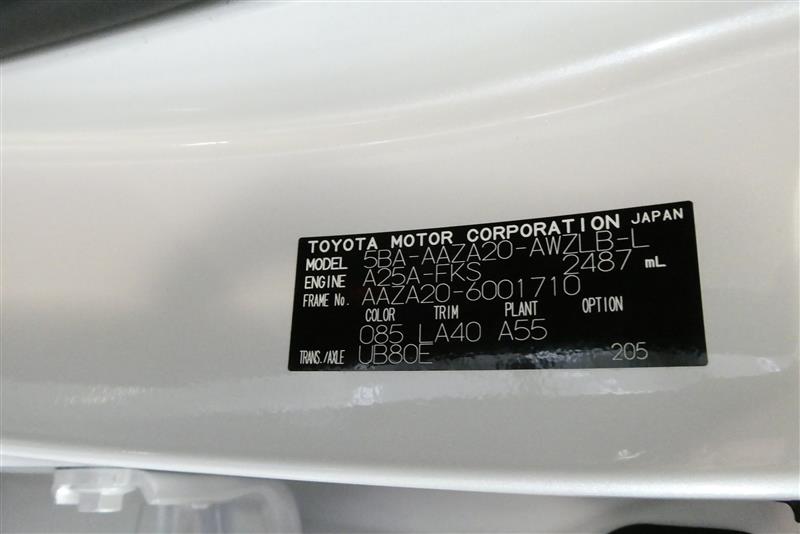 TOYOTA MOTOR CORPORATION JAPAN
MODEL 5BA-AAZA20-AWZLB-L
ENGINE A25A-FKS 2487 mL
FRAME No. AAZA20-6001710
COLOR TRIM PLANT OPTION
085 LA40 A55
TRANS./AXLE UB80E 205